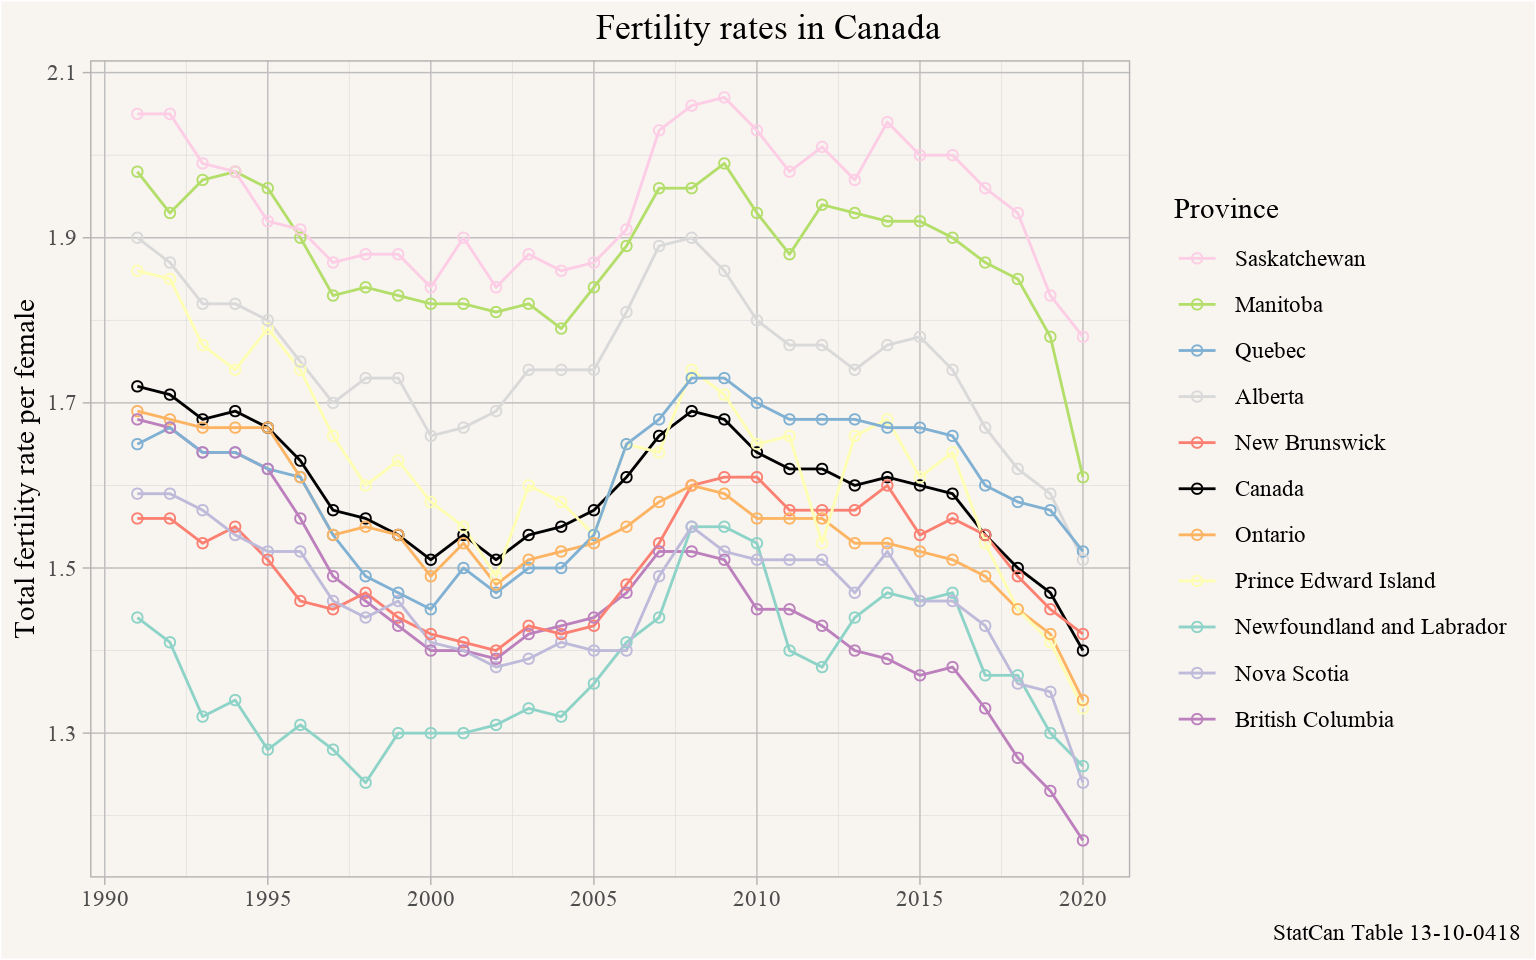 Fertility rates in Canada
Total fertility rate per female
2.1
1.9
1.7
1.5
1.3
1990 1995 2000 2005 2010 2015 2020
Province
Saskatchewan
Manitoba
Quebec
Alberta
New Brunswick
Canada
Ontario
Prince Edward Island
Newfoundland and Labrador
Nova Scotia
British Columbia
StatCan Table 13-10-0418